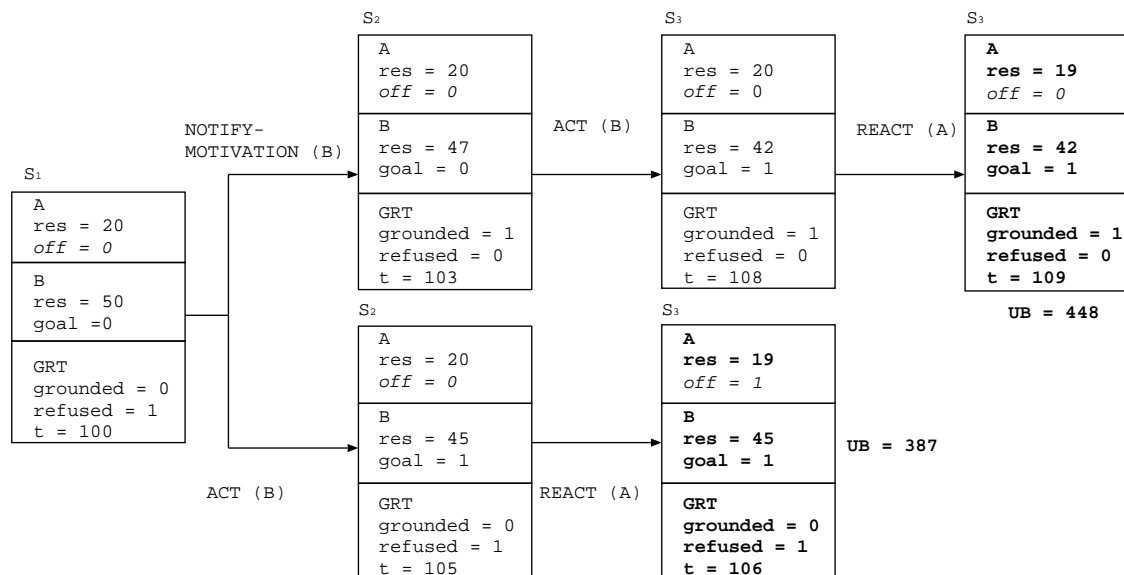 S1
A
res = 20
off = 0
B
res = 50
goal =0
GRT
grounded = 0
refused = 1
t = 100
NOTIFY-
MOTIVATION (B)
S2
A
res = 20
off = 0
B
res = 47
goal = 0
GRT
grounded = 1
refused = 0
t = 103
ACT (B)
S3
A
res = 20
off = 0
B
res = 42
goal = 1
GRT
grounded = 1
refused = 0
t = 108
REACT (A)
S3
A
res = 19
off = 0
B
res = 42
goal = 1
GRT
grounded = 1
refused = 0
t = 109
UB = 448
ACT (B)
S2
A
res = 20
off = 0
B
res = 45
goal = 1
GRT
grounded = 0
refused = 1
t = 105
REACT (A)
S3
A
res = 19
off = 1
B
res = 45
goal = 1
GRT
grounded = 0
refused = 1
t = 106
UB = 387